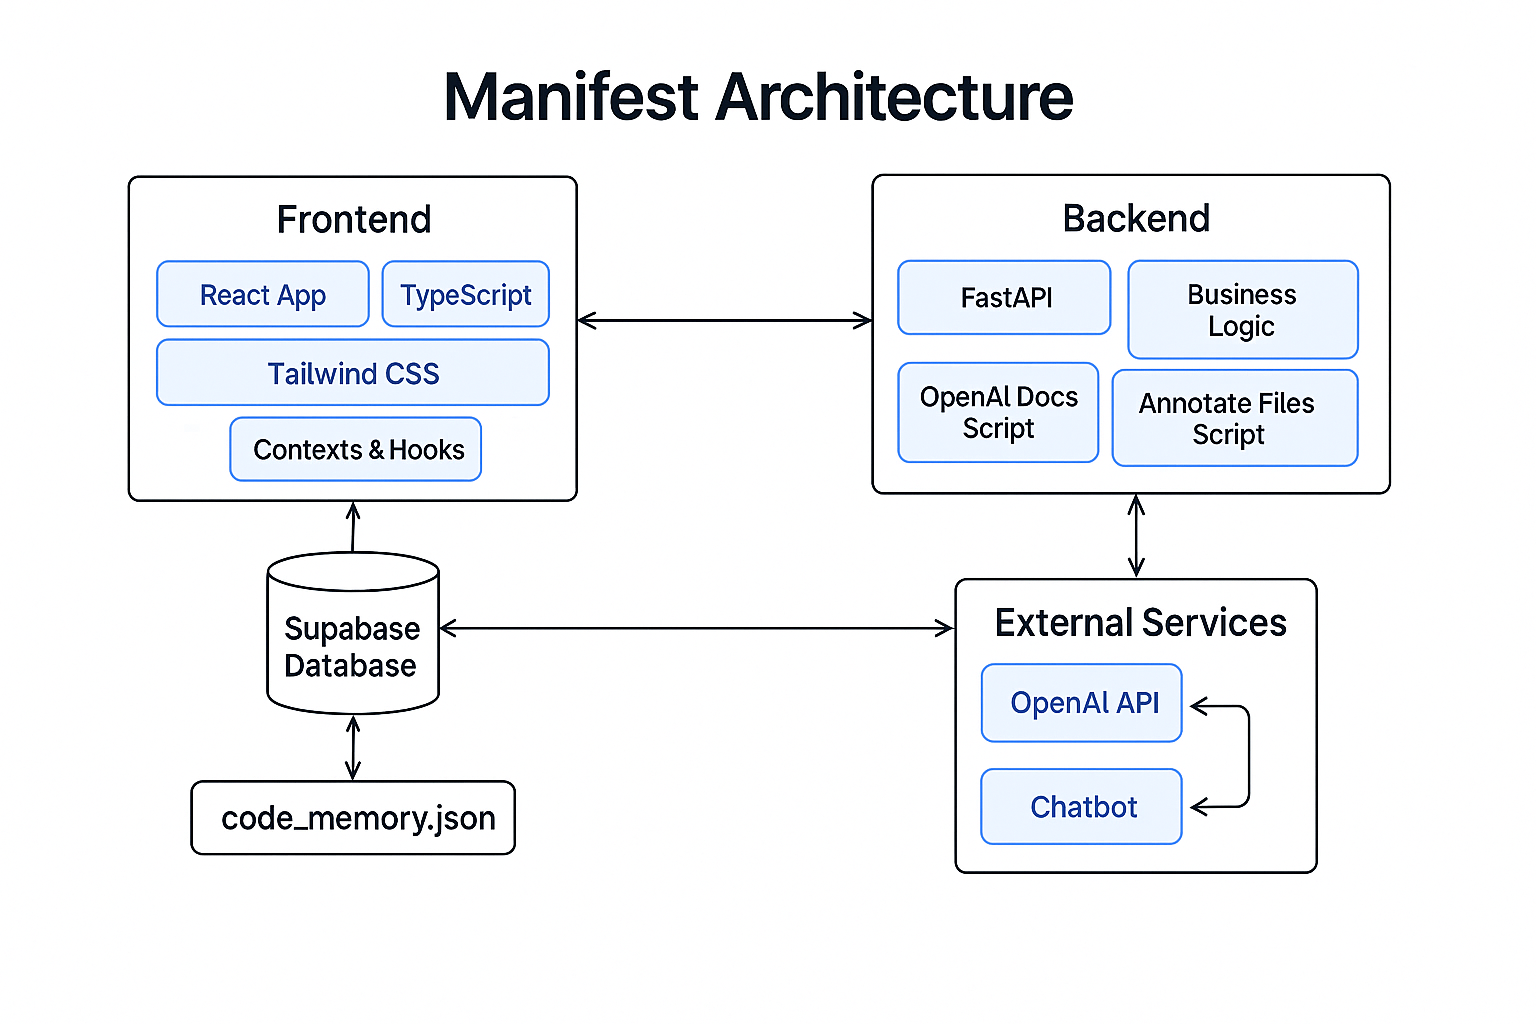 Manifest Architecture
Frontend
React App
TypeScript
Tailwind CSS
Contexts & Hooks
Backend
FastAPI
Business
Logic
OpenAI Docs
Script
Annotate Files
Script
Supabase
Database
code_memory.json
External Services
OpenAI API
Chatbot